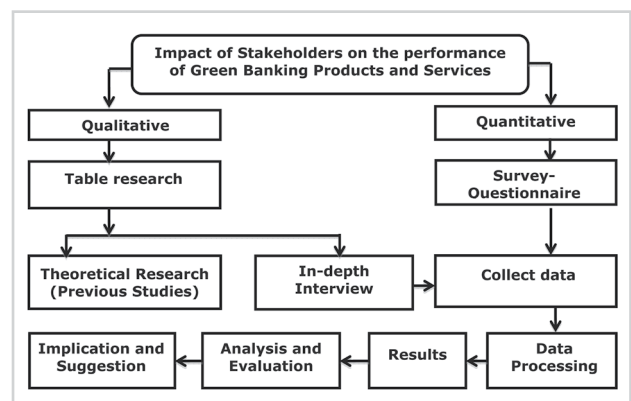 Impact of Stakeholders on the performance
of Green Banking Products and Services
Qualitative
Quantitative
Table research
Survey-
Ouestionnaire
Theoretical Research
(Previous Studies)
In-depth
Interview
Collect data
Implication and
Suggestion
Analysis and
Evaluation
Results
Data
Processing